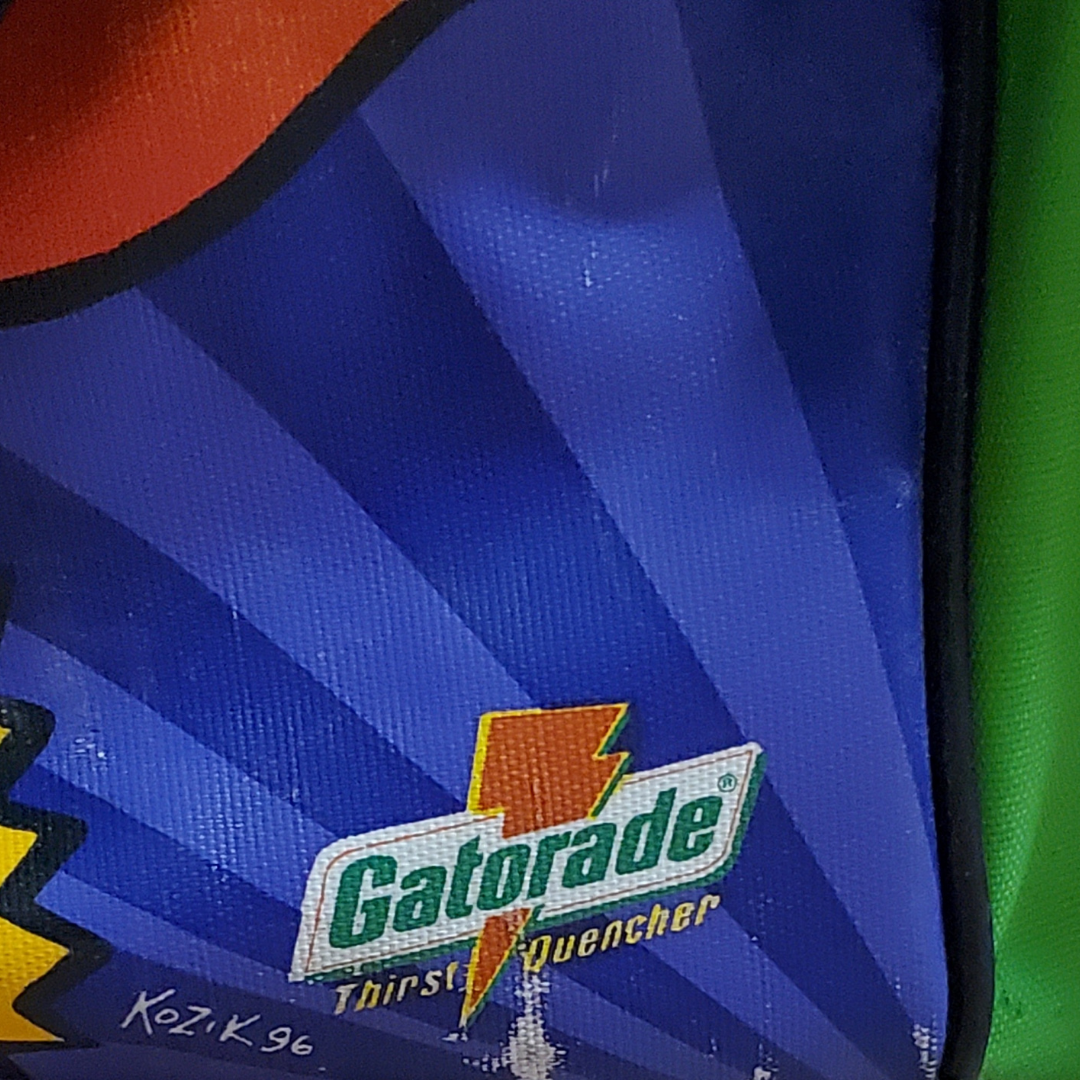 Gatorade®
Thirst Quencher
KOZIK 96